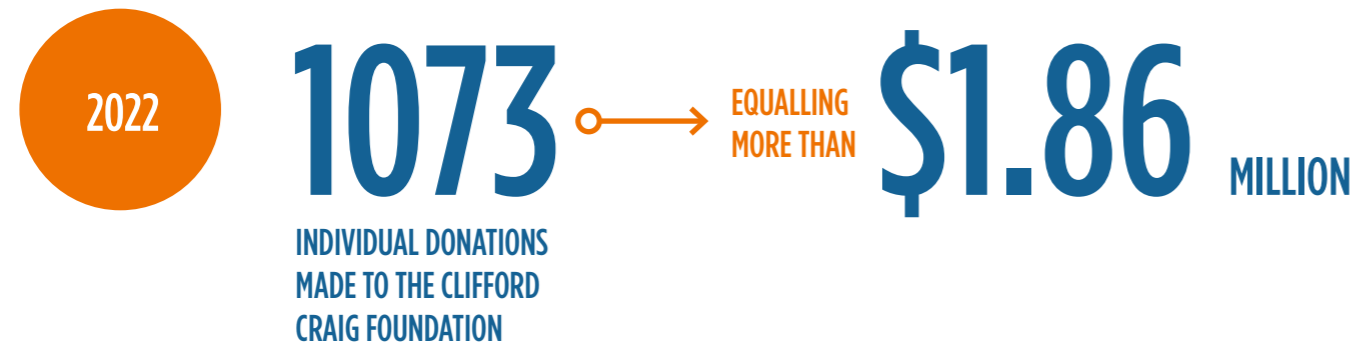 2022
1073
INDIVIDUAL DONATIONS
MADE TO THE CLIFFORD
CRAIG FOUNDATION
EQUALLING
MORE THAN
$1.86 MILLION